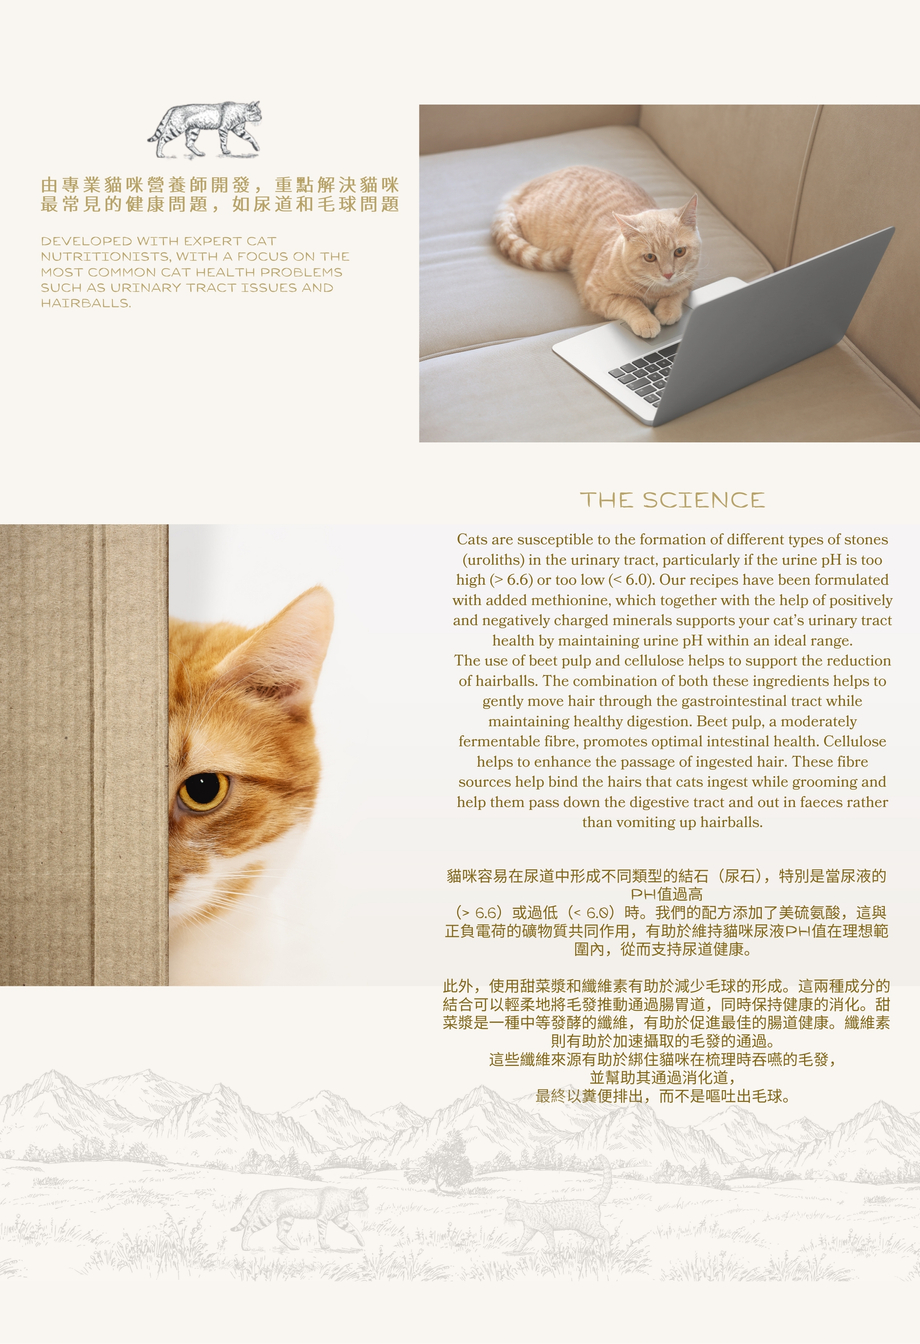 由專業貓咪營養師開發，重點解決貓咪
最常見的健康問題，如尿道和毛球問題
DEVELOPED WITH EXPERT CAT
NUTRITIONISTS, WITH A FOCUS ON THE
MOST COMMON CAT HEALTH PROBLEMS
SUCH AS URINARY TRACT ISSUES AND
HAIRBALLS.
THE SCIENCE
Cats are susceptible to the formation of different types of stones
(uroliths) in the urinary tract, particularly if the urine pH is too
high (> 6.6) or too low (< 6.0). Our recipes have been formulated
with added methionine, which together with the help of positively
and negatively charged minerals supports your cat's urinary tract
health by maintaining urine pH within an ideal range.
The use of beet pulp and cellulose helps to support the reduction
of hairballs. The combination of both these ingredients helps to
gently move hair through the gastrointestinal tract while
maintaining healthy digestion. Beet pulp, a moderately
fermentable fibre, promotes optimal intestinal health. Cellulose
helps to enhance the passage of ingested hair. These fibre
sources help bind the hairs that cats ingest while grooming and
help them pass down the digestive tract and out in faeces rather
than vomiting up hairballs.
貓咪容易在尿道中形成不同類型的結石（尿石），特別是當尿液的
PH值過高
（> 6.6）或過低（< 6.0）時。我們的配方添加了美硫氨酸，這與
正負電荷的礦物質共同作用，有助於維持貓咪尿液PH值在理想範
圍內，從而支持尿道健康。
此外，使用甜菜漿和纖維素有助於減少毛球的形成。這兩種成分的
結合可以輕柔地將毛發推動通過腸胃道，同時保持健康的消化。甜
菜漿是一種中等發酵的纖維，有助於促進最佳的腸道健康。纖維素
則有助於加速攝取的毛發的通過。
這些纖維來源有助於綁住貓咪在梳理時吞嚥的毛發，
並幫助其通過消化道，
最終以糞便排出，而不是嘔吐出毛球。